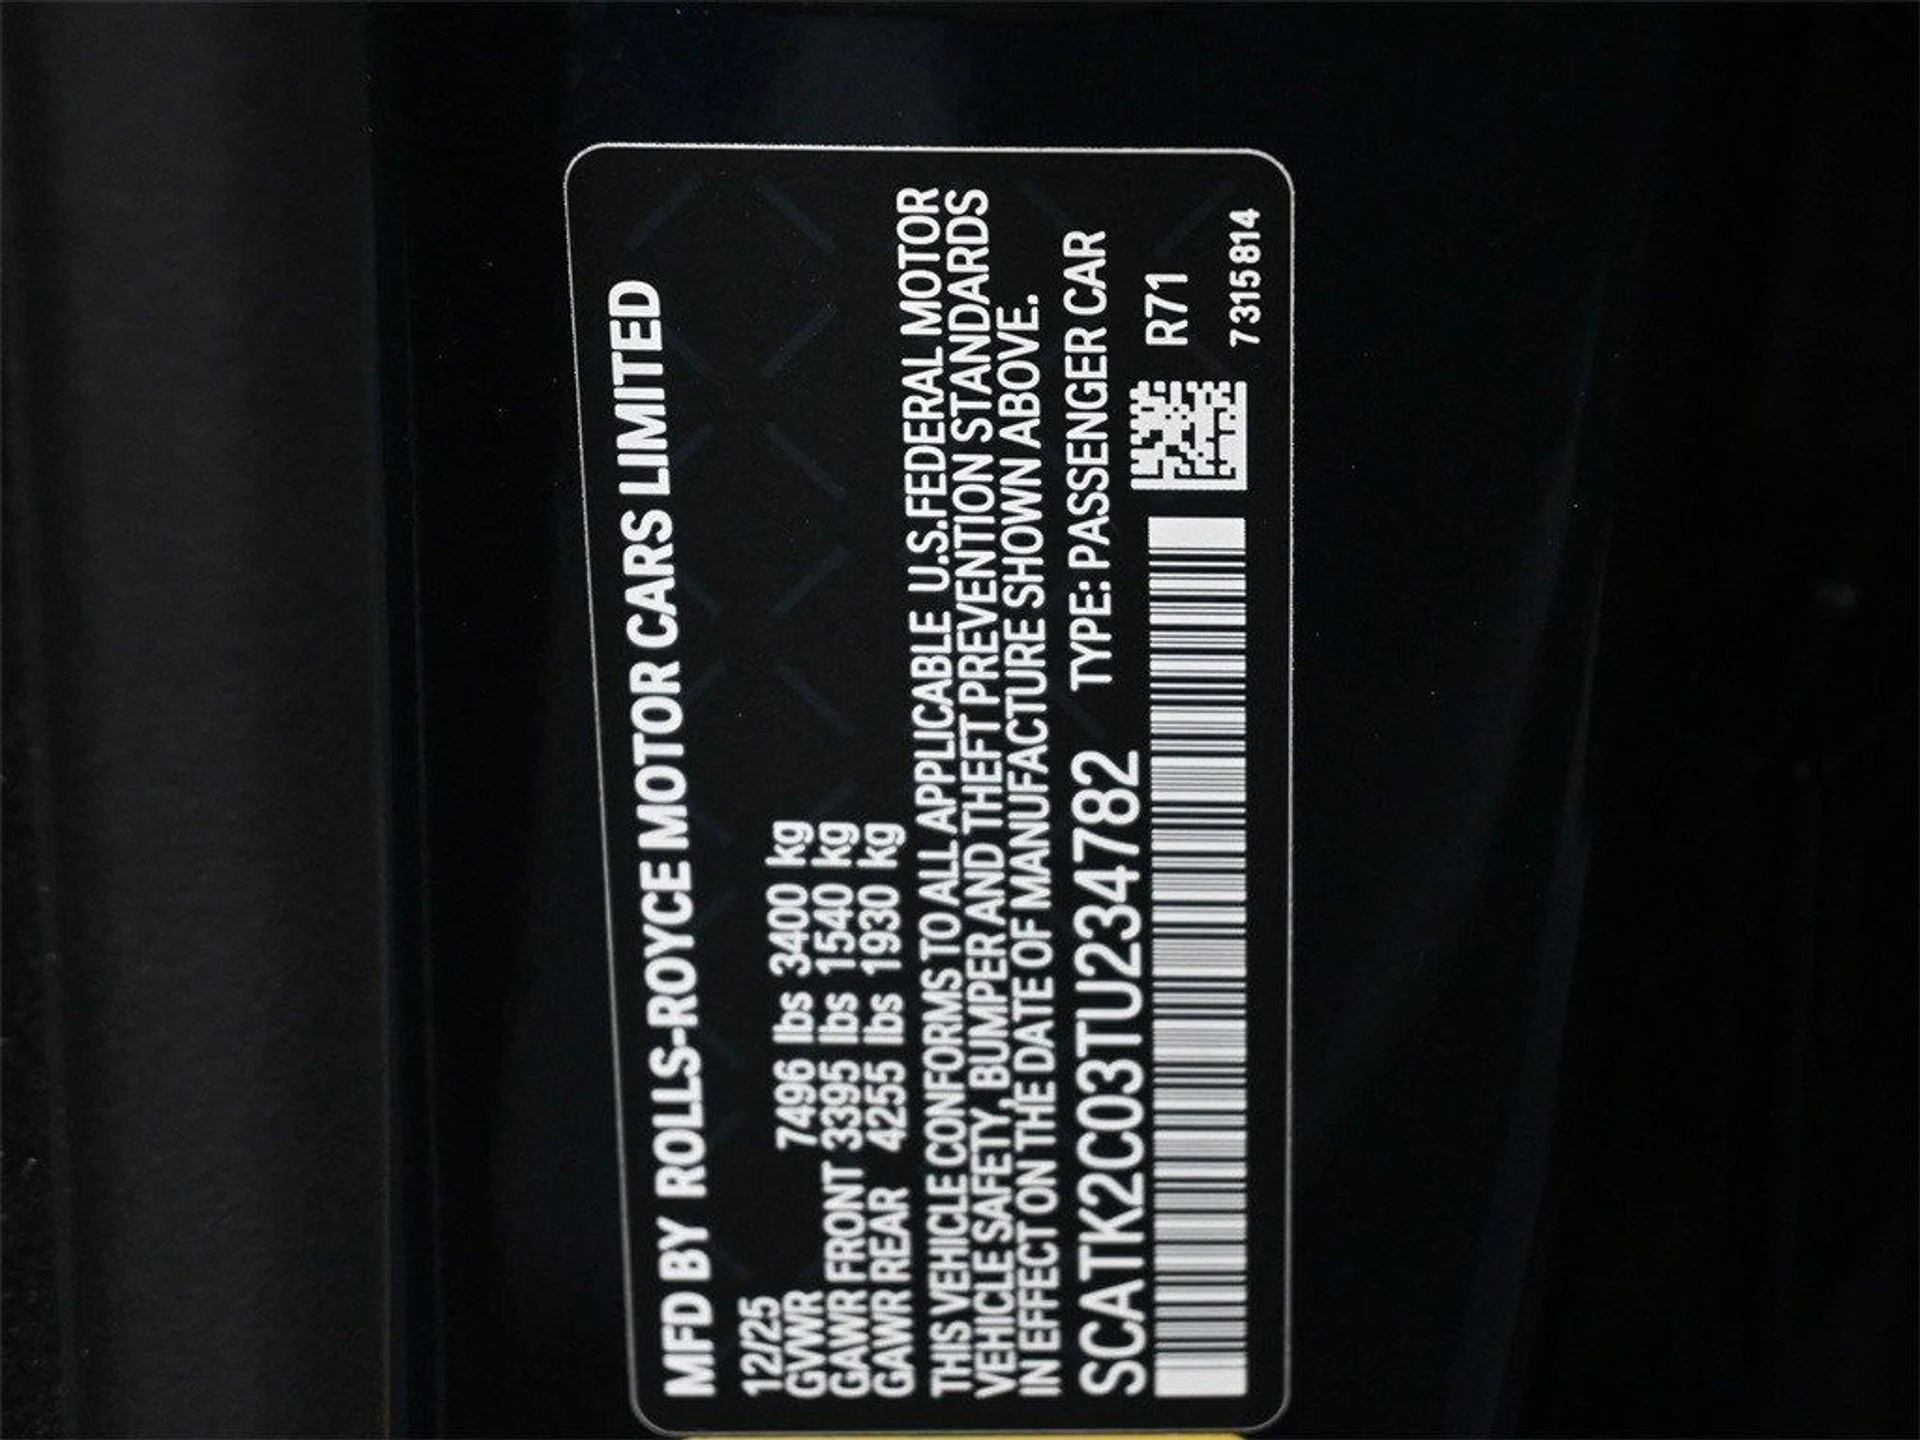 MFD BY ROLLS-ROYCE MOTOR CARS LIMITED
12/25
GVWR 7496 lbs 3400 kg
GAWR FRONT 3395 lbs 1540 kg
GAWR REAR 4255 lbs 1930 kg
THIS VEHICLE CONFORMS TO ALL APPLICABLE U.S.FEDERAL MOTOR
VEHICLE SAFETY, BUMPER AND THEFT PREVENTION STANDARDS
IN EFFECT ON THE DATE OF MANUFACTURE SHOWN ABOVE.
SCATK2C03TU234782 TYPE: PASSENGER CAR
R71
7315814